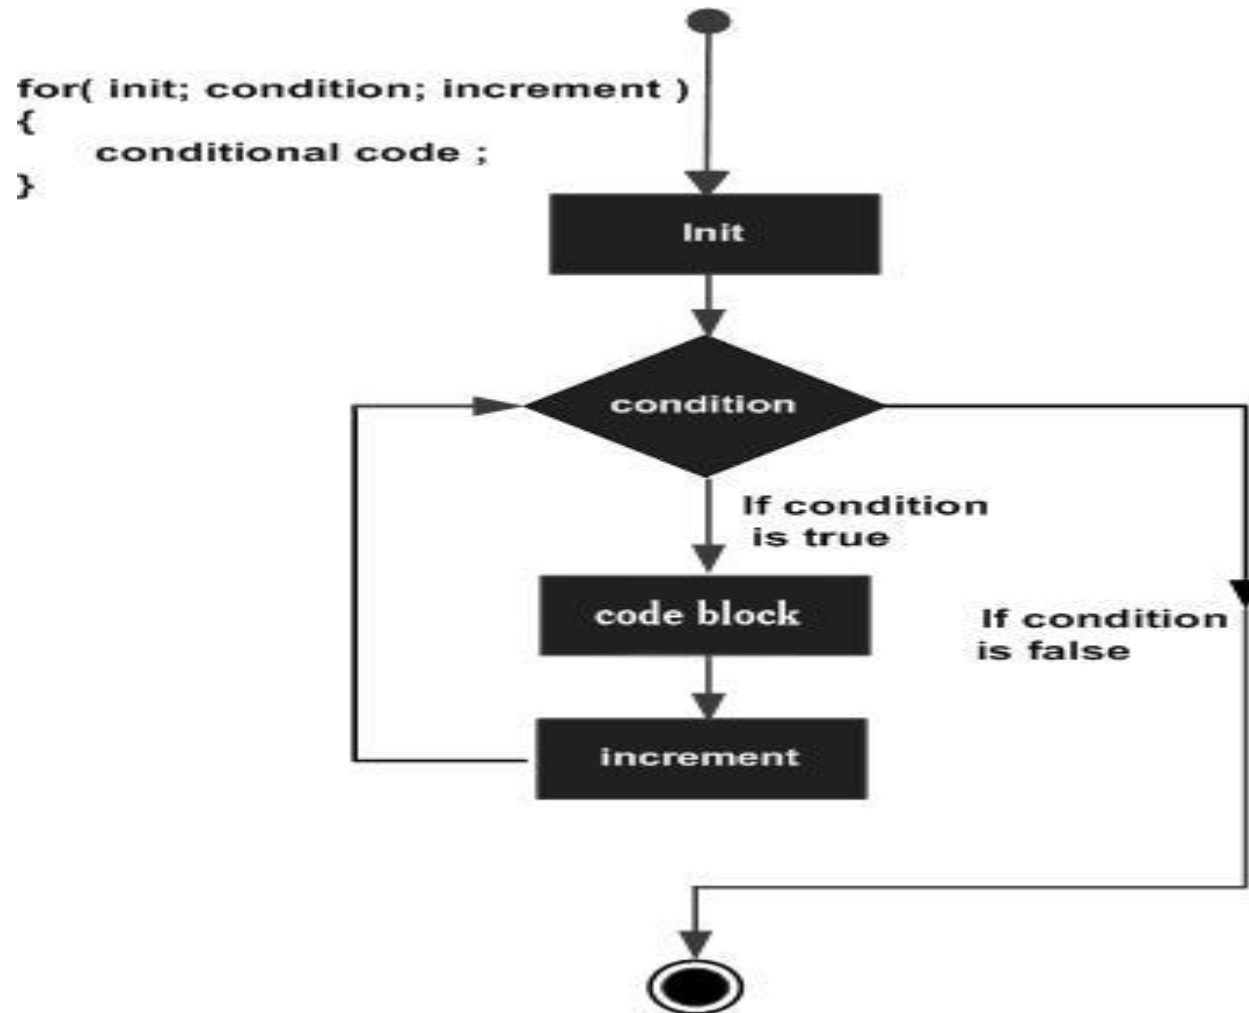 for( init; condition; increment )
{
conditional code ;
}
Init
condition
If condition
is true
code block
If condition
is false
increment